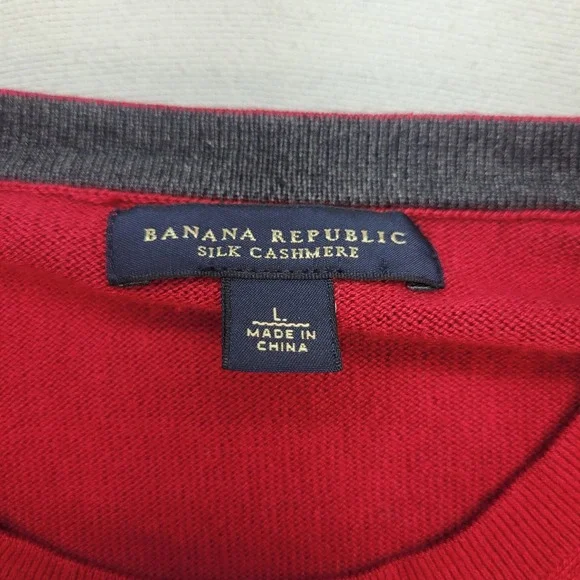 BANANA REPUBLIC
SILK CASHMERE
L.
MADE IN
CHINA